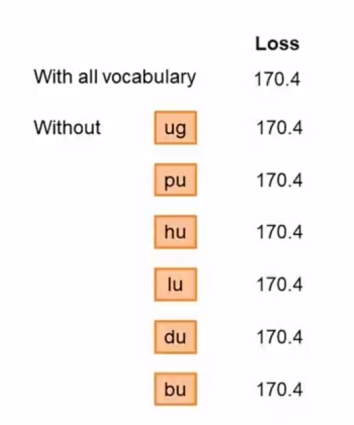 Loss
With all vocabulary 170.4
Without ug 170.4
pu 170.4
hu 170.4
lu 170.4
du 170.4
bu 170.4